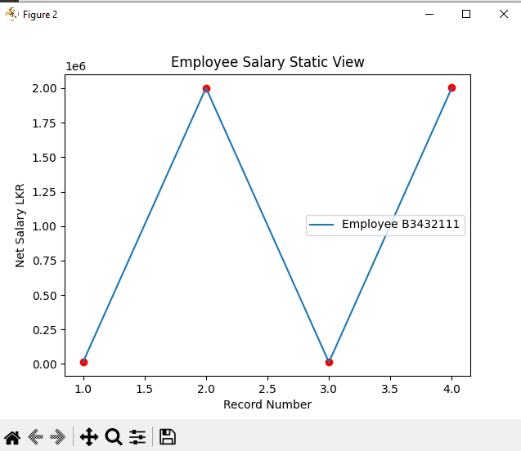 Figure 2
Employee Salary Static View
1e6
2.00
1.75
1.50
1.25
1.00
0.75
0.50
0.25
0.00
Net Salary LKR
Employee B3432111
1.0 1.5 2.0 2.5 3.0 3.5 4.0
Record Number